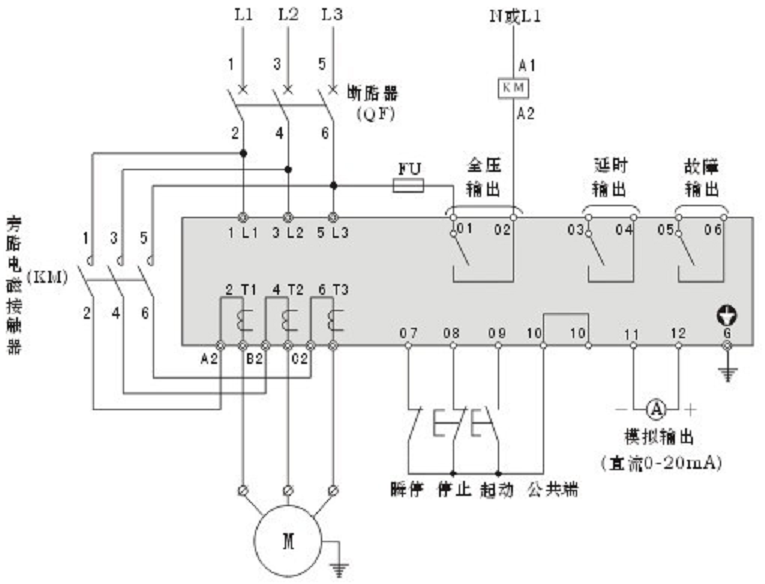 L1 L2 L3 N或L1
1 3 5 A1
KM
断路器
(QF)
2 4 6 A2
FU
全压
输出
延时
输出
故障
输出
旁路电磁接触器
(KM)
1 3 5
2 4 6
1 L1 3 L2 5 L3 01 02 03 04 05 06
2 T1 4 T2 6 T3
A2 B2 C2 07 08 09 10 10 11 12 G
－ A ＋
模拟输出
(直流0-20mA)
瞬停 停止 起动 公共端
M